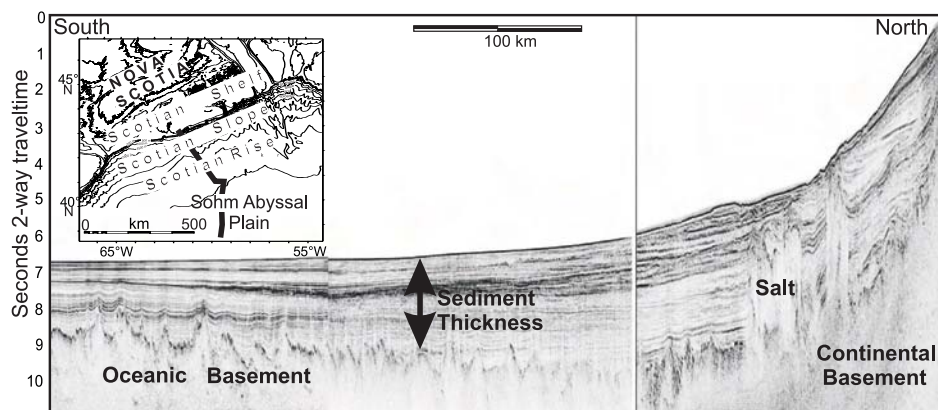 South
North
100 km
Seconds 2-way traveltime
0
1
2
3
4
5
6
7
8
9
10
45°
N
40°
N
65°W
55°W
NOVA
SCOTIA
Scotian Shelf
Scotian Slope
Scotian Rise
Sohm Abyssal
Plain
0 km 500
Sediment
Thickness
Salt
Oceanic Basement
Continental
Basement